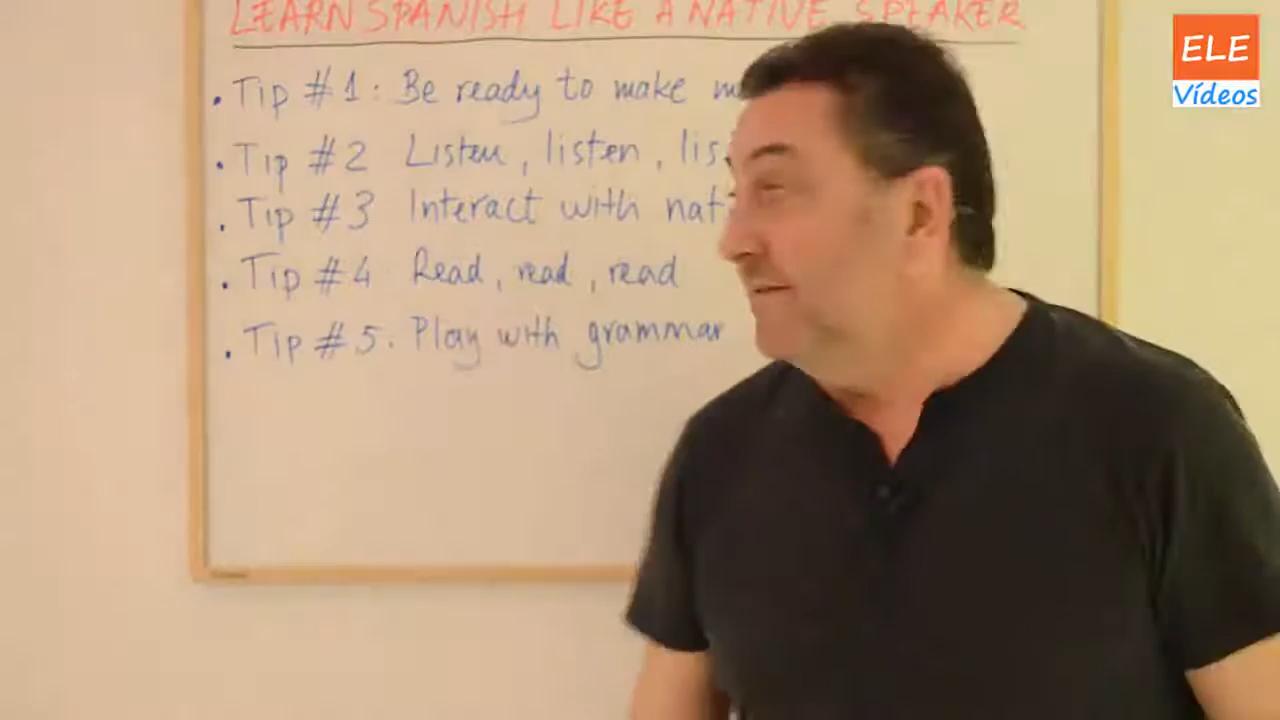 LEARN SPANISH LIKE A NATIVE SPEAKER
• Tip #1: Be ready to make
• Tip #2 Listen, listen,
• Tip #3 Interact with
• Tip #4 Read, read, read
• Tip #5. Play with grammar
ELE
Vídeos